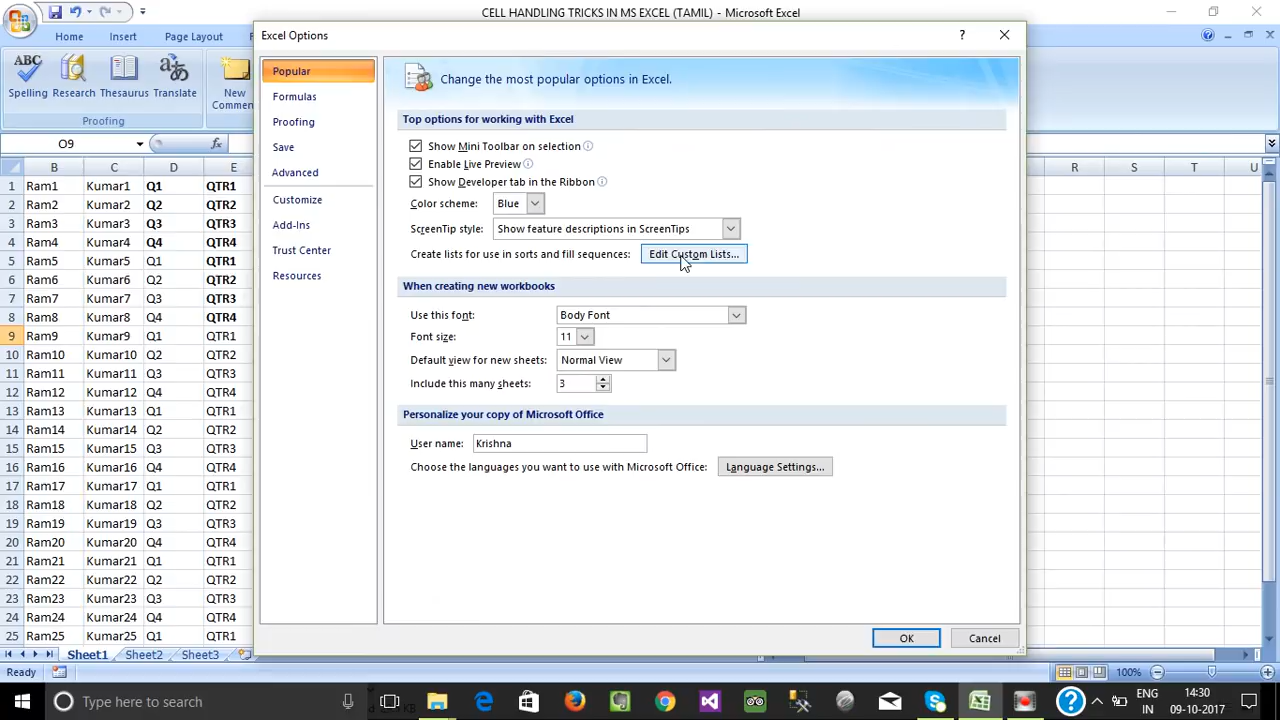 CELL HANDLING TRICKS IN MS EXCEL (TAMIL) - Microsoft Excel
Home Insert Page Layout
ABC
Spelling Research Thesaurus Translate New Comment
Proofing
O9 fx
Excel Options
Popular
Formulas
Proofing
Save
Advanced
Customize
Add-Ins
Trust Center
Resources
Change the most popular options in Excel.
Top options for working with Excel
Show Mini Toolbar on selection
Enable Live Preview
Show Developer tab in the Ribbon
Color scheme: Blue
ScreenTip style: Show feature descriptions in ScreenTips
Create lists for use in sorts and fill sequences: Edit Custom Lists...
When creating new workbooks
Use this font: Body Font
Font size: 11
Default view for new sheets: Normal View
Include this many sheets: 3
Personalize your copy of Microsoft Office
User name: Krishna
Choose the languages you want to use with Microsoft Office: Language Settings...
OK Cancel
B C D E R S T U
1 Ram1 Kumar1 Q1 QTR1
2 Ram2 Kumar2 Q2 QTR2
3 Ram3 Kumar3 Q3 QTR3
4 Ram4 Kumar4 Q4 QTR4
5 Ram5 Kumar5 Q1 QTR1
6 Ram6 Kumar6 Q2 QTR2
7 Ram7 Kumar7 Q3 QTR3
8 Ram8 Kumar8 Q4 QTR4
9 Ram9 Kumar9 Q1 QTR1
10 Ram10 Kumar10 Q2 QTR2
11 Ram11 Kumar11 Q3 QTR3
12 Ram12 Kumar12 Q4 QTR4
13 Ram13 Kumar13 Q1 QTR1
14 Ram14 Kumar14 Q2 QTR2
15 Ram15 Kumar15 Q3 QTR3
16 Ram16 Kumar16 Q4 QTR4
17 Ram17 Kumar17 Q1 QTR1
18 Ram18 Kumar18 Q2 QTR2
19 Ram19 Kumar19 Q3 QTR3
20 Ram20 Kumar20 Q4 QTR4
21 Ram21 Kumar21 Q1 QTR1
22 Ram22 Kumar22 Q2 QTR2
23 Ram23 Kumar23 Q3 QTR3
24 Ram24 Kumar24 Q4 QTR4
25 Ram25 Kumar25 Q1 QTR1
Sheet1 Sheet2 Sheet3
Ready 100%
Type here to search
ENG 14:30
IN 09-10-2017